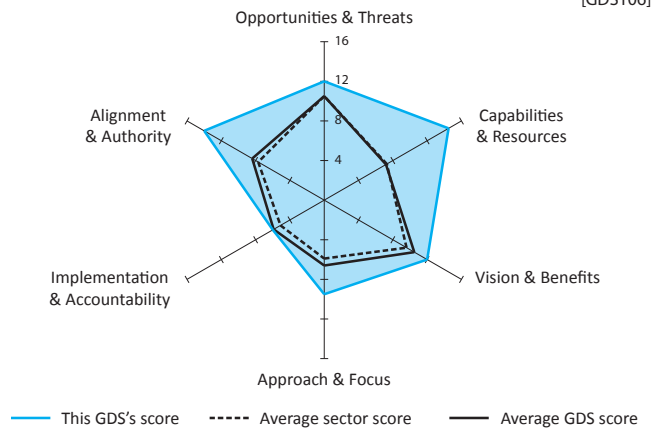 Opportunities & Threats
16
12
8
4
Alignment
& Authority
Capabilities
& Resources
Implementation
& Accountability
Vision & Benefits
Approach & Focus
This GDS's score
Average sector score
Average GDS score